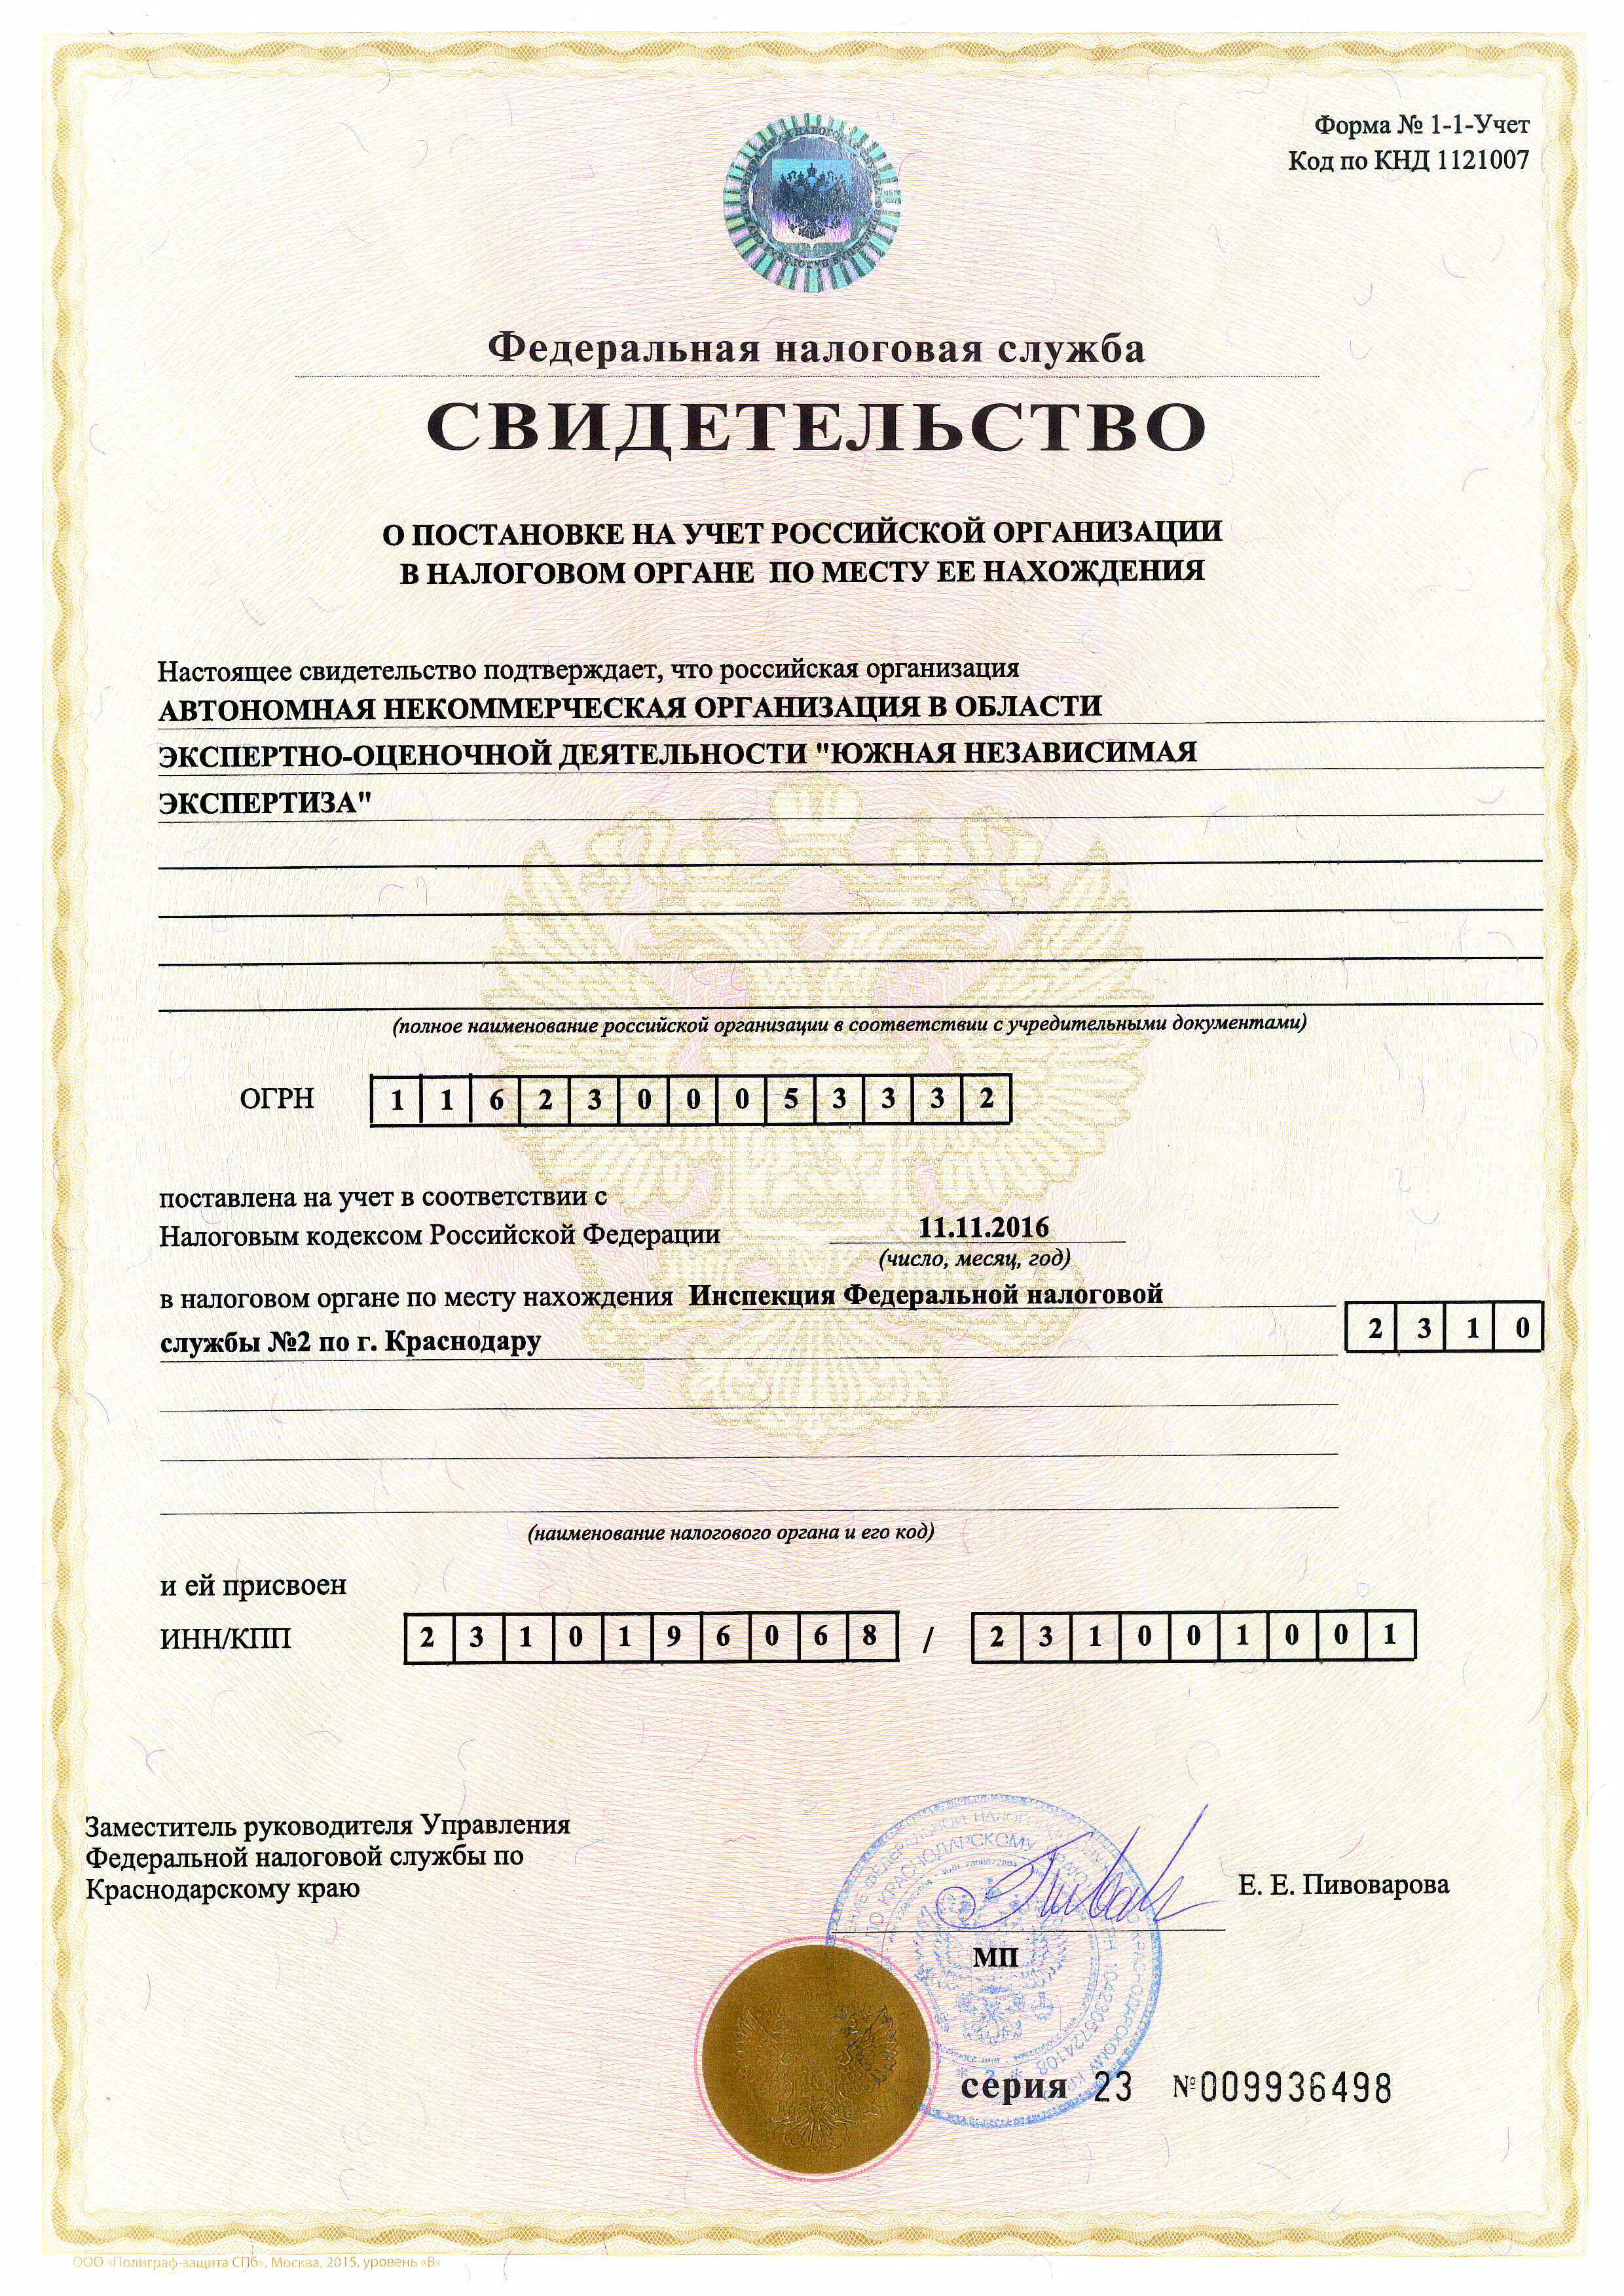 Форма № 1-1-Учет
Код по КНД 1121007
Федеральная налоговая служба
СВИДЕТЕЛЬСТВО
О ПОСТАНОВКЕ НА УЧЕТ РОССИЙСКОЙ ОРГАНИЗАЦИИ
В НАЛОГОВОМ ОРГАНЕ ПО МЕСТУ ЕЕ НАХОЖДЕНИЯ
Настоящее свидетельство подтверждает, что российская организация
АВТОНОМНАЯ НЕКОММЕРЧЕСКАЯ ОРГАНИЗАЦИЯ В ОБЛАСТИ
ЭКСПЕРТНО-ОЦЕНОЧНОЙ ДЕЯТЕЛЬНОСТИ "ЮЖНАЯ НЕЗАВИСИМАЯ
ЭКСПЕРТИЗА"
(полное наименование российской организации в соответствии с учредительными документами)
ОГРН 1 1 6 2 3 0 0 0 5 3 3 3 2
поставлена на учет в соответствии с
Налоговым кодексом Российской Федерации 11.11.2016
(число, месяц, год)
в налоговом органе по месту нахождения Инспекция Федеральной налоговой
службы №2 по г. Краснодару 2 3 1 0
(наименование налогового органа и его код)
и ей присвоен
ИНН/КПП 2 3 1 0 1 9 6 0 6 8 / 2 3 1 0 0 1 0 0 1
Заместитель руководителя Управления
Федеральной налоговой службы по
Краснодарскому краю
Е. Е. Пивоварова
МП
серия 23 №009936498
ООО «Полиграф-защита СПб», Москва, 2015, уровень «В»